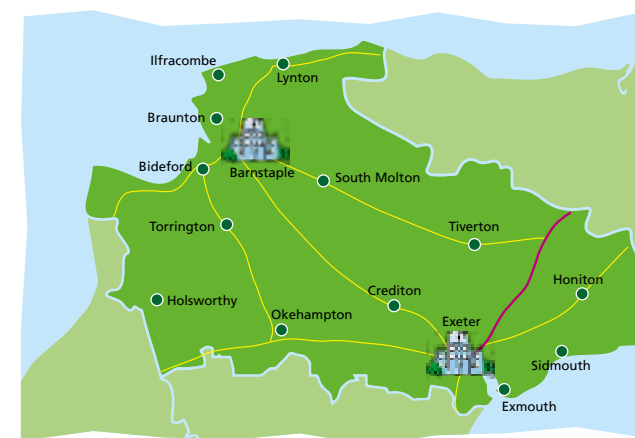 Ilfracombe
Lynton
Braunton
Bideford
Barnstaple
South Molton
Torrington
Tiverton
Honiton
Crediton
Holsworthy
Okehampton
Exeter
Sidmouth
Exmouth